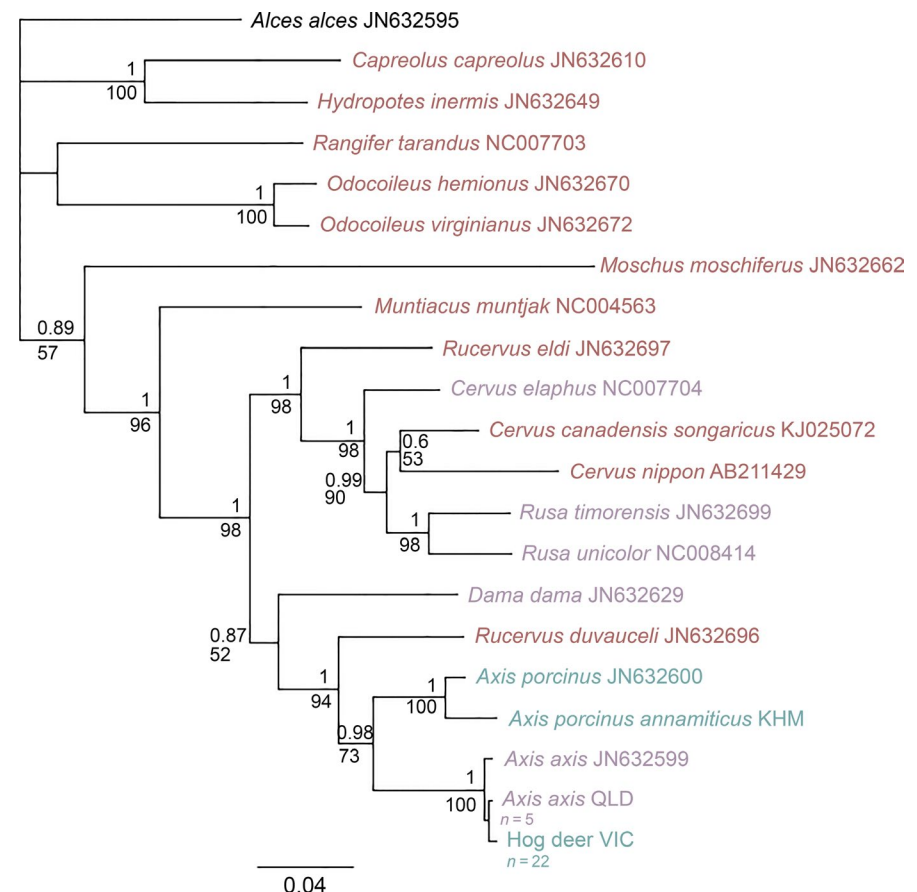 Alces alces JN632595
Capreolus capreolus JN632610
1
100
Hydropotes inermis JN632649
Rangifer tarandus NC007703
Odocoileus hemionus JN632670
1
100
Odocoileus virginianus JN632672
Moschus moschiferus JN632662
Muntiacus muntjak NC004563
0.89
57
Rucervus eldi JN632697
1
98
Cervus elaphus NC007704
1
96
Cervus canadensis songaricus KJ025072
1
98
0.6
53
Cervus nippon AB211429
0.99
90
Rusa timorensis JN632699
1
98
1
98
Rusa unicolor NC008414
Dama dama JN632629
0.87
52
Rucervus duvauceli JN632696
Axis porcinus JN632600
1
94
1
100
Axis porcinus annamiticus KHM
0.98
73
Axis axis JN632599
1
100
Axis axis QLD
n = 5
Hog deer VIC
n = 22
0.04